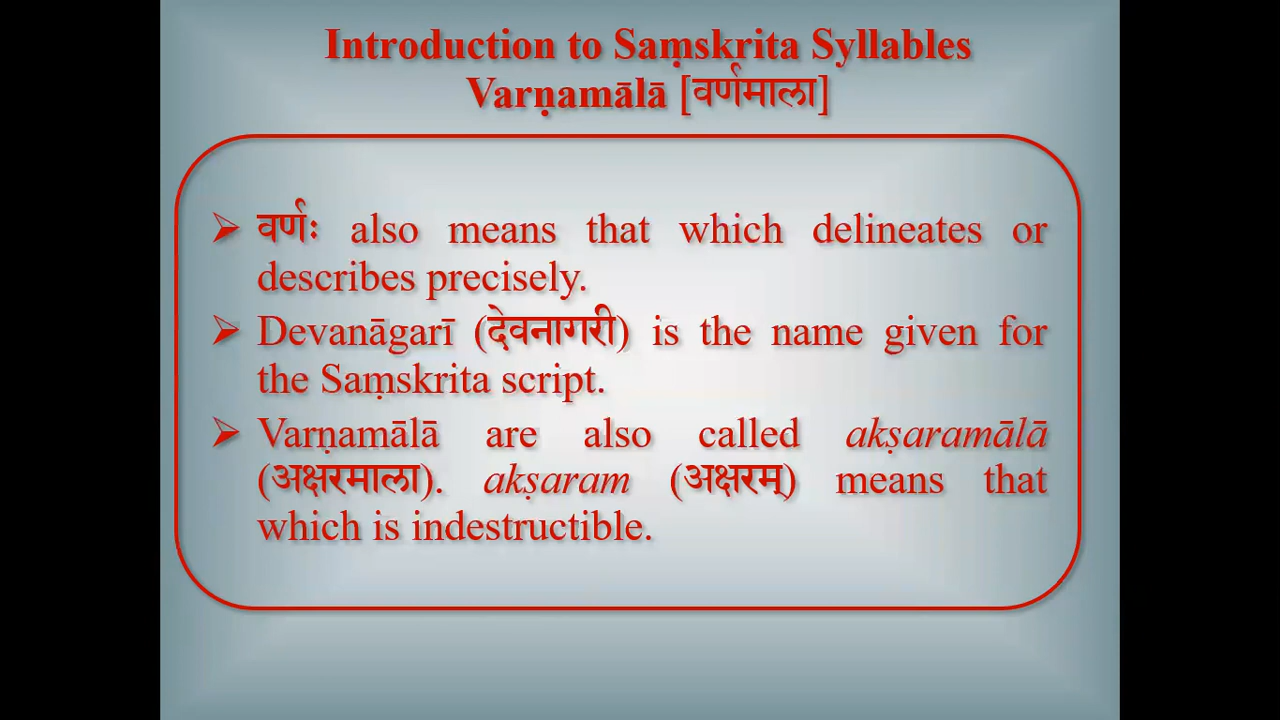 Introduction to Saṃskrita Syllables
Varṇamālā [वर्णमाला]
➢ वर्णः also means that which delineates or
describes precisely.
➢ Devanāgarī (देवनागरी) is the name given for
the Saṃskrita script.
➢ Varṇamālā are also called akṣaramālā
(अक्षरमाला). akṣaram (अक्षरम्) means that
which is indestructible.